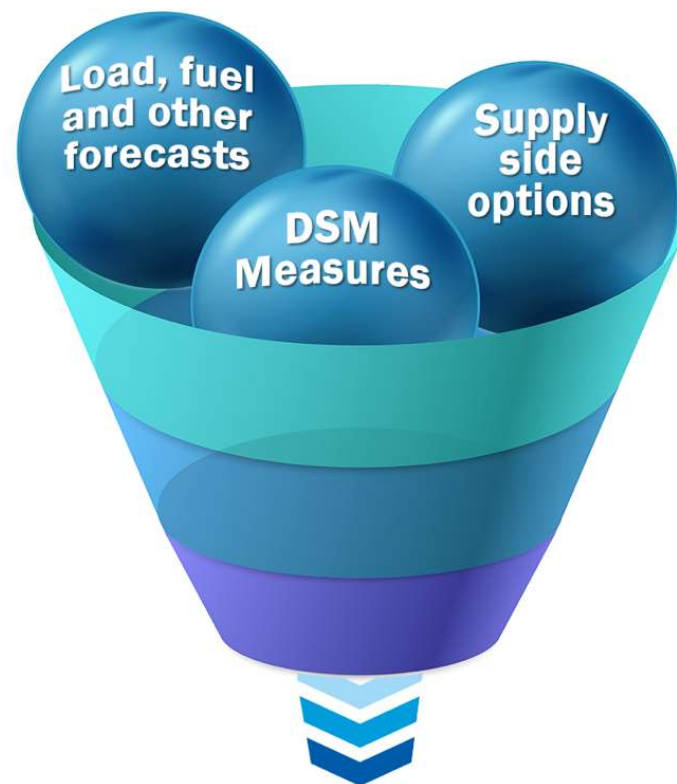 Load, fuel
and other
forecasts
Supply
side
options
DSM
Measures